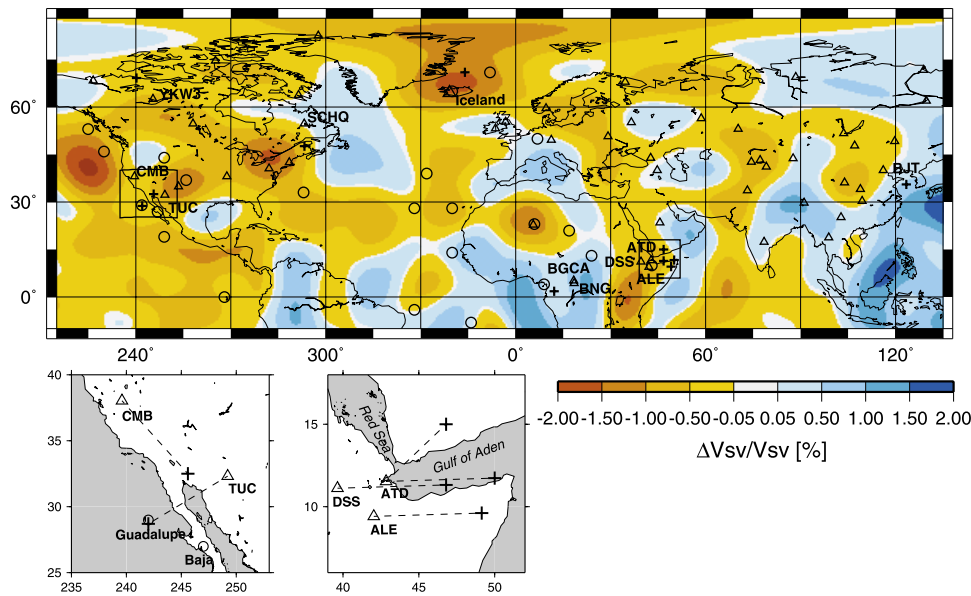 YKW3
Iceland
SCHQ
60°
CMB
BJT
30°
TUC
ATD
DSS
BGCA
ALE
BNG
0°
240° 300° 0° 60° 120°
40
35
30
25
CMB
TUC
Guadalupe
Baja
235 240 245 250
15
10
Red Sea
Gulf of Aden
DSS
ATD
ALE
40 45 50
-2.00 -1.50 -1.00 -0.50 -0.05 0.05 0.50 1.00 1.50 2.00
ΔVsv/Vsv [%]